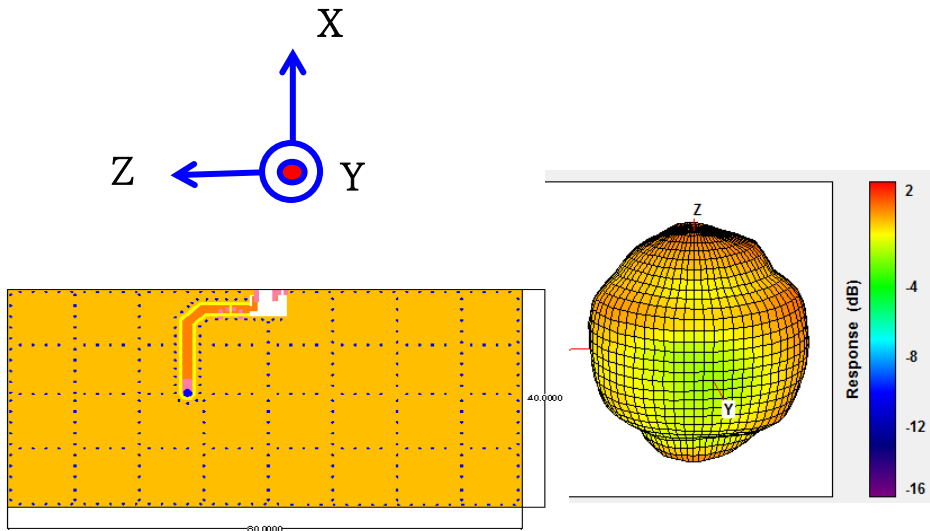 X
Z
Y
40.0000
80.0000
Z
Y
Response (dB)
2
-4
-8
-12
-16